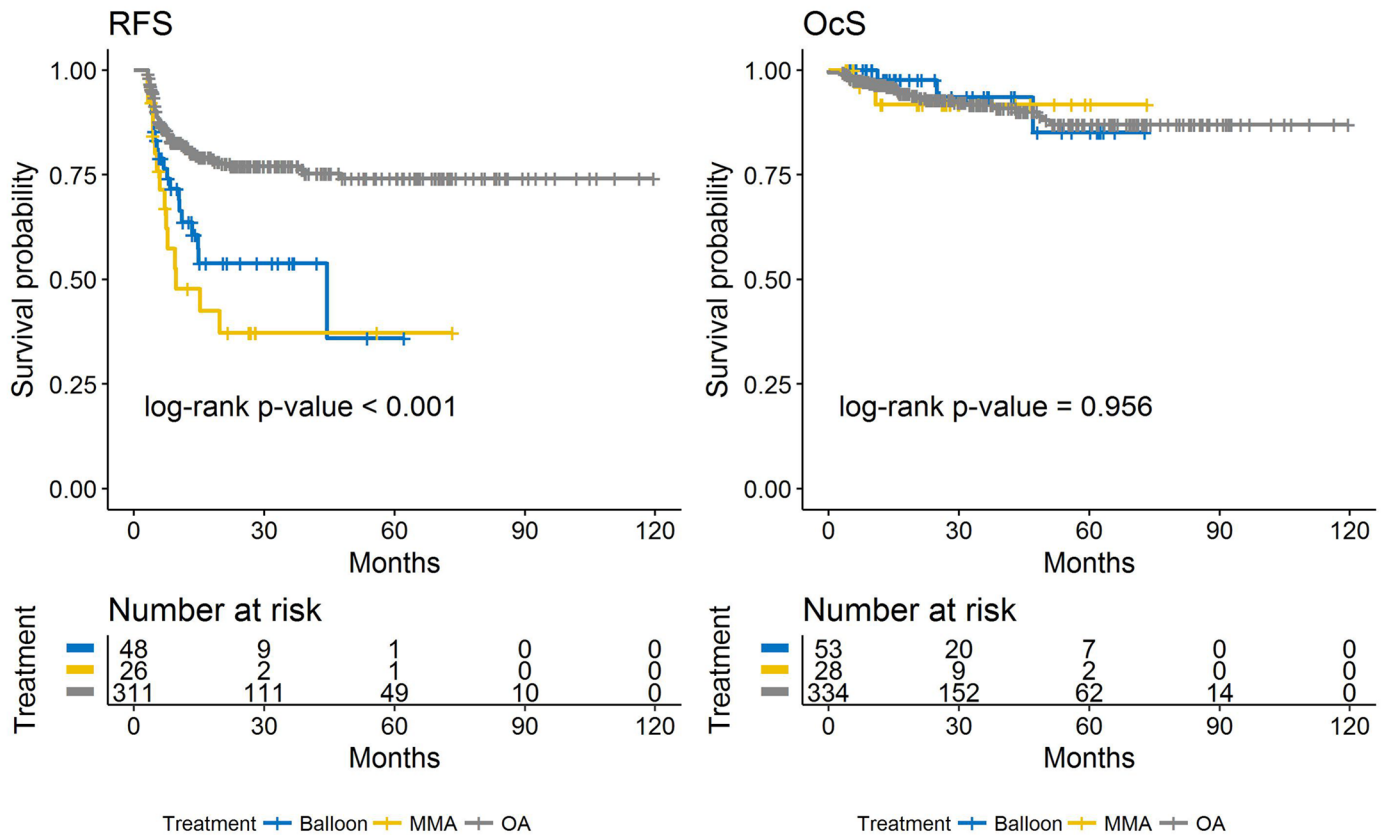 RFS
1.00
0.75
0.50
0.25
0.00
Survival probability
log-rank p-value < 0.001
0 30 60 90 120
Months
Number at risk
Treatment
48 9 1 0 0
26 2 1 0 0
311 111 49 10 0
0 30 60 90 120
Months
Treatment Balloon MMA OA
OcS
1.00
0.75
0.50
0.25
0.00
Survival probability
log-rank p-value = 0.956
0 30 60 90 120
Months
Number at risk
Treatment
53 20 7 0 0
28 9 2 0 0
334 152 62 14 0
0 30 60 90 120
Months
Treatment Balloon MMA OA